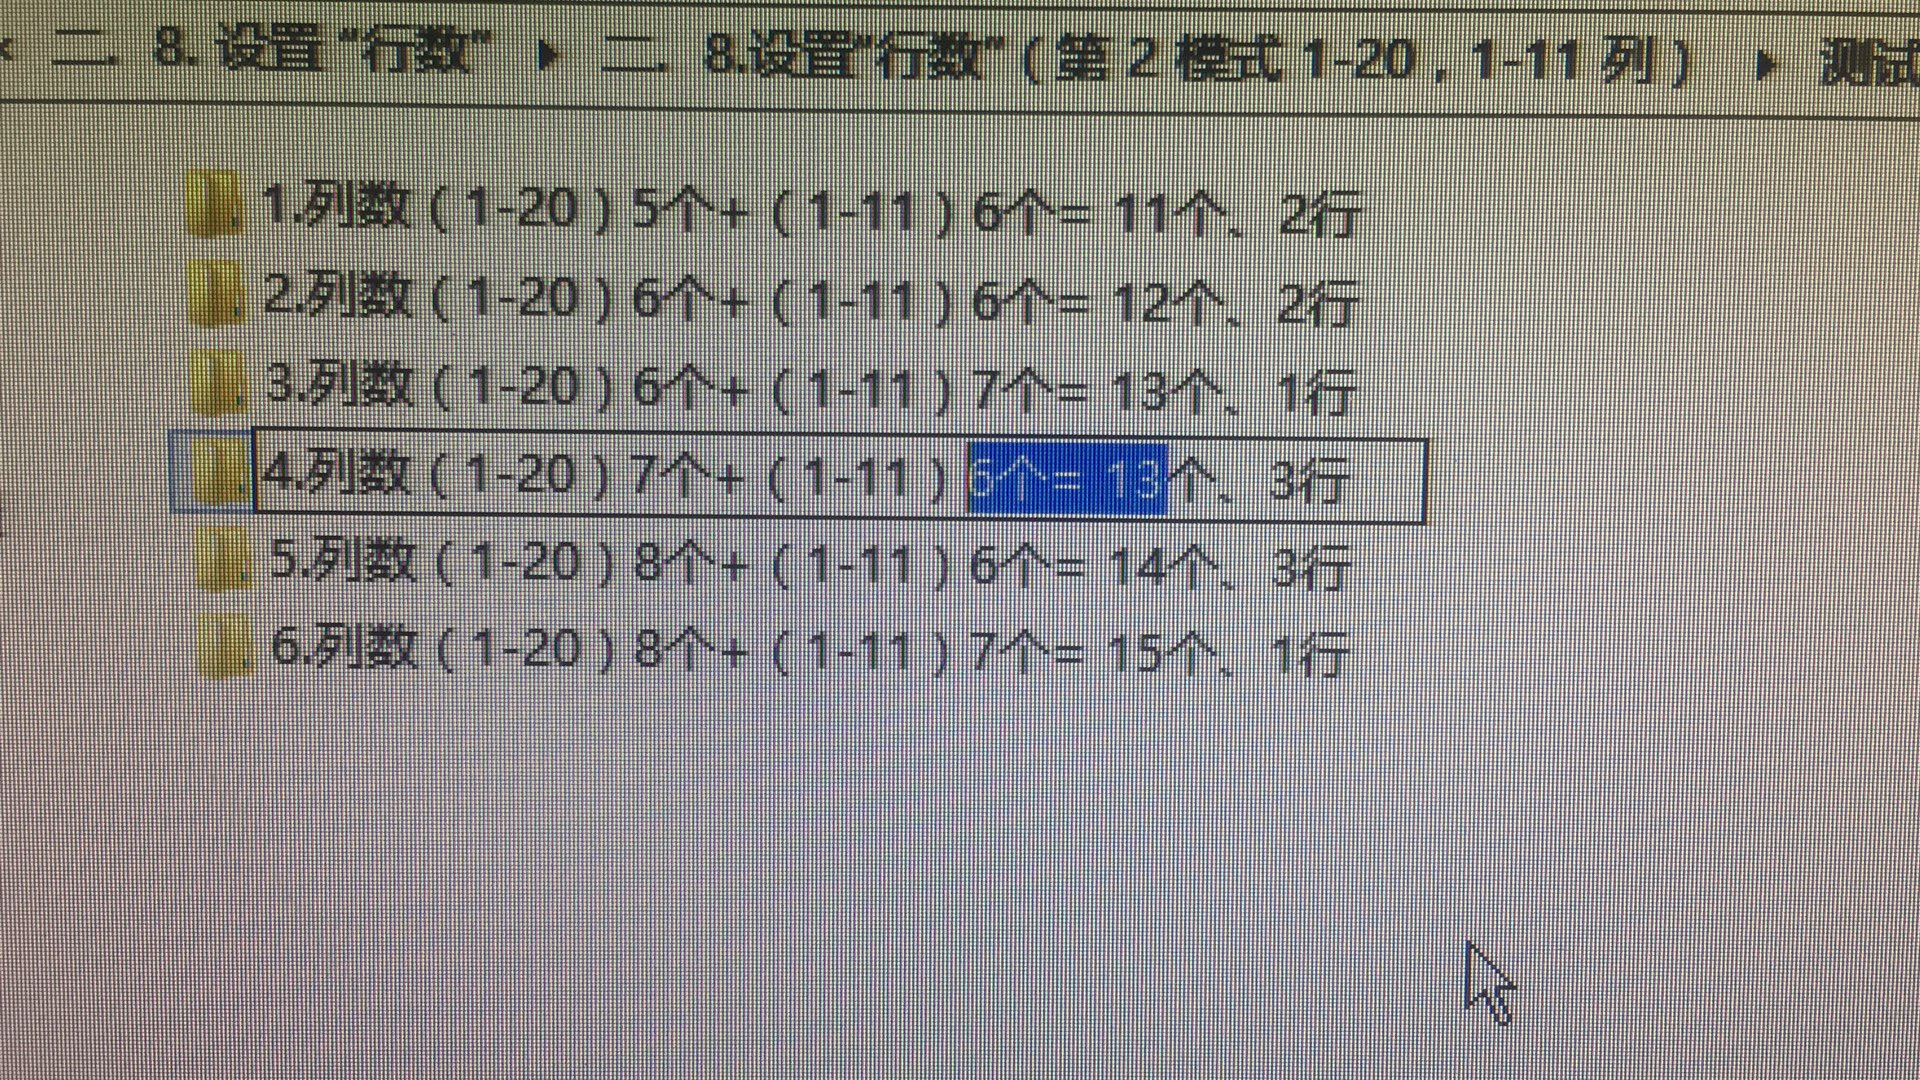 二. 8. 设置 “行数” ▶ 二. 8.设置“行数”（第 2 模式 1-20，1-11 列） ▶ 测试
1.列数（1-20）5个+（1-11）6个= 11个、2行
2.列数（1-20）6个+（1-11）6个= 12个、2行
3.列数（1-20）6个+（1-11）7个= 13个、1行
4.列数（1-20）7个+（1-11）6个= 13个、3行
5.列数（1-20）8个+（1-11）6个= 14个、3行
6.列数（1-20）8个+（1-11）7个= 15个、1行